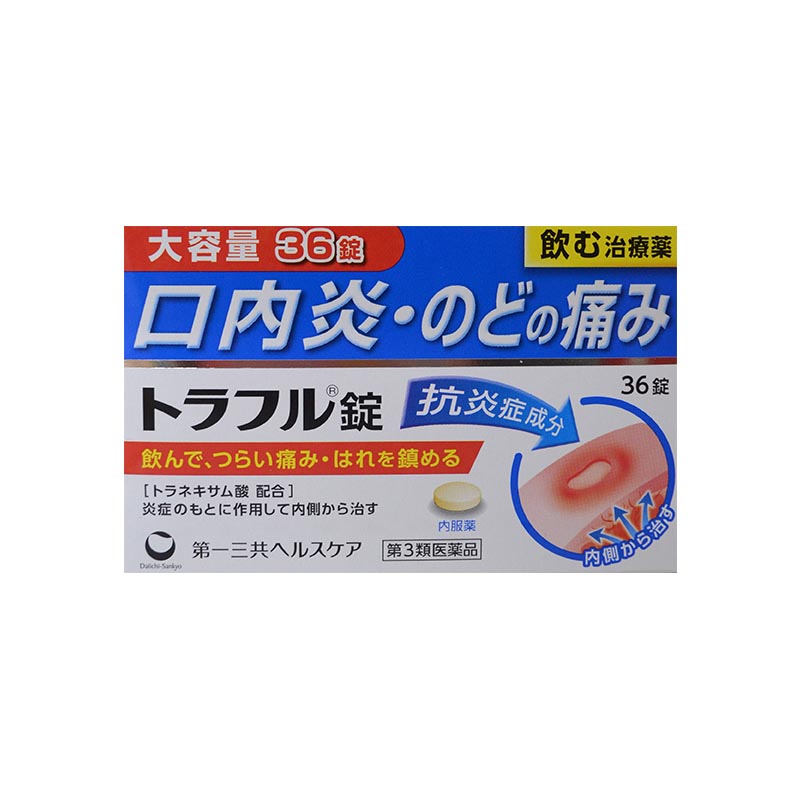 大容量 36錠
飲む治療薬
口内炎・のどの痛み
トラフル®錠
抗炎症成分
36錠
飲んで、つらい痛み・はれを鎮める
[トラネキサム酸 配合]
炎症のもとに作用して内側から治す
内服薬
内側から治す
Daiichi-Sankyo
第一三共ヘルスケア
第3類医薬品